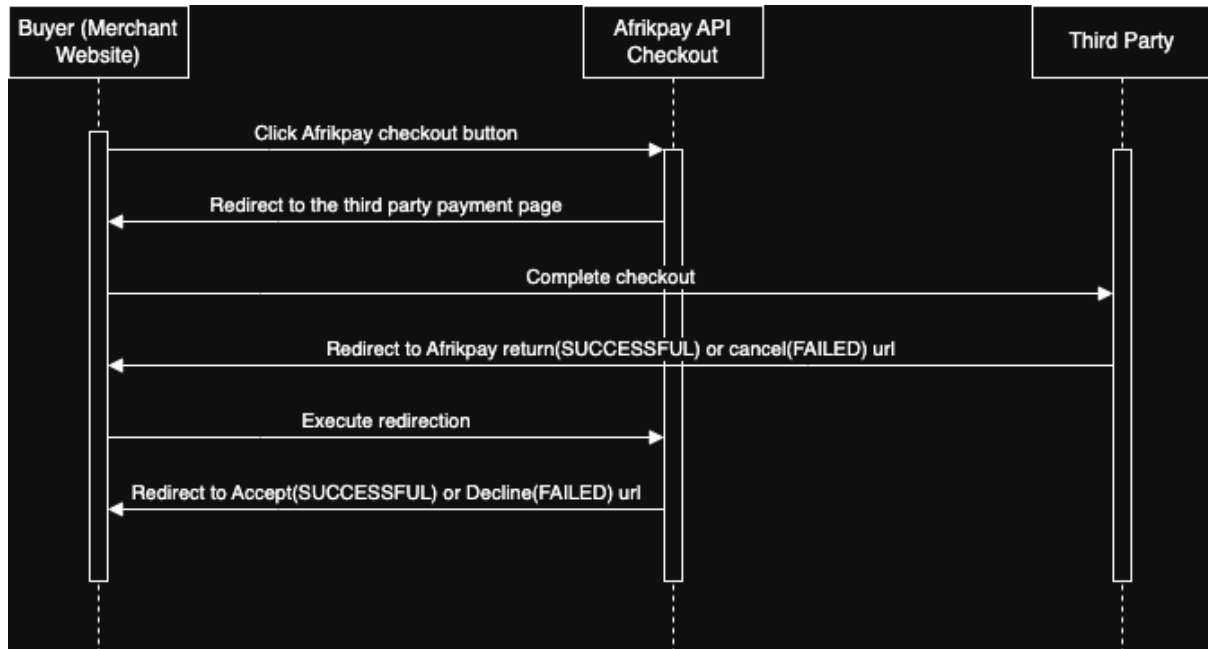 Buyer (Merchant
Website)
Afrikpay API
Checkout
Third Party
Click Afrikpay checkout button
Redirect to the third party payment page
Complete checkout
Redirect to Afrikpay return(SUCCESSFUL) or cancel(FAILED) url
Execute redirection
Redirect to Accept(SUCCESSFUL) or Decline(FAILED) url